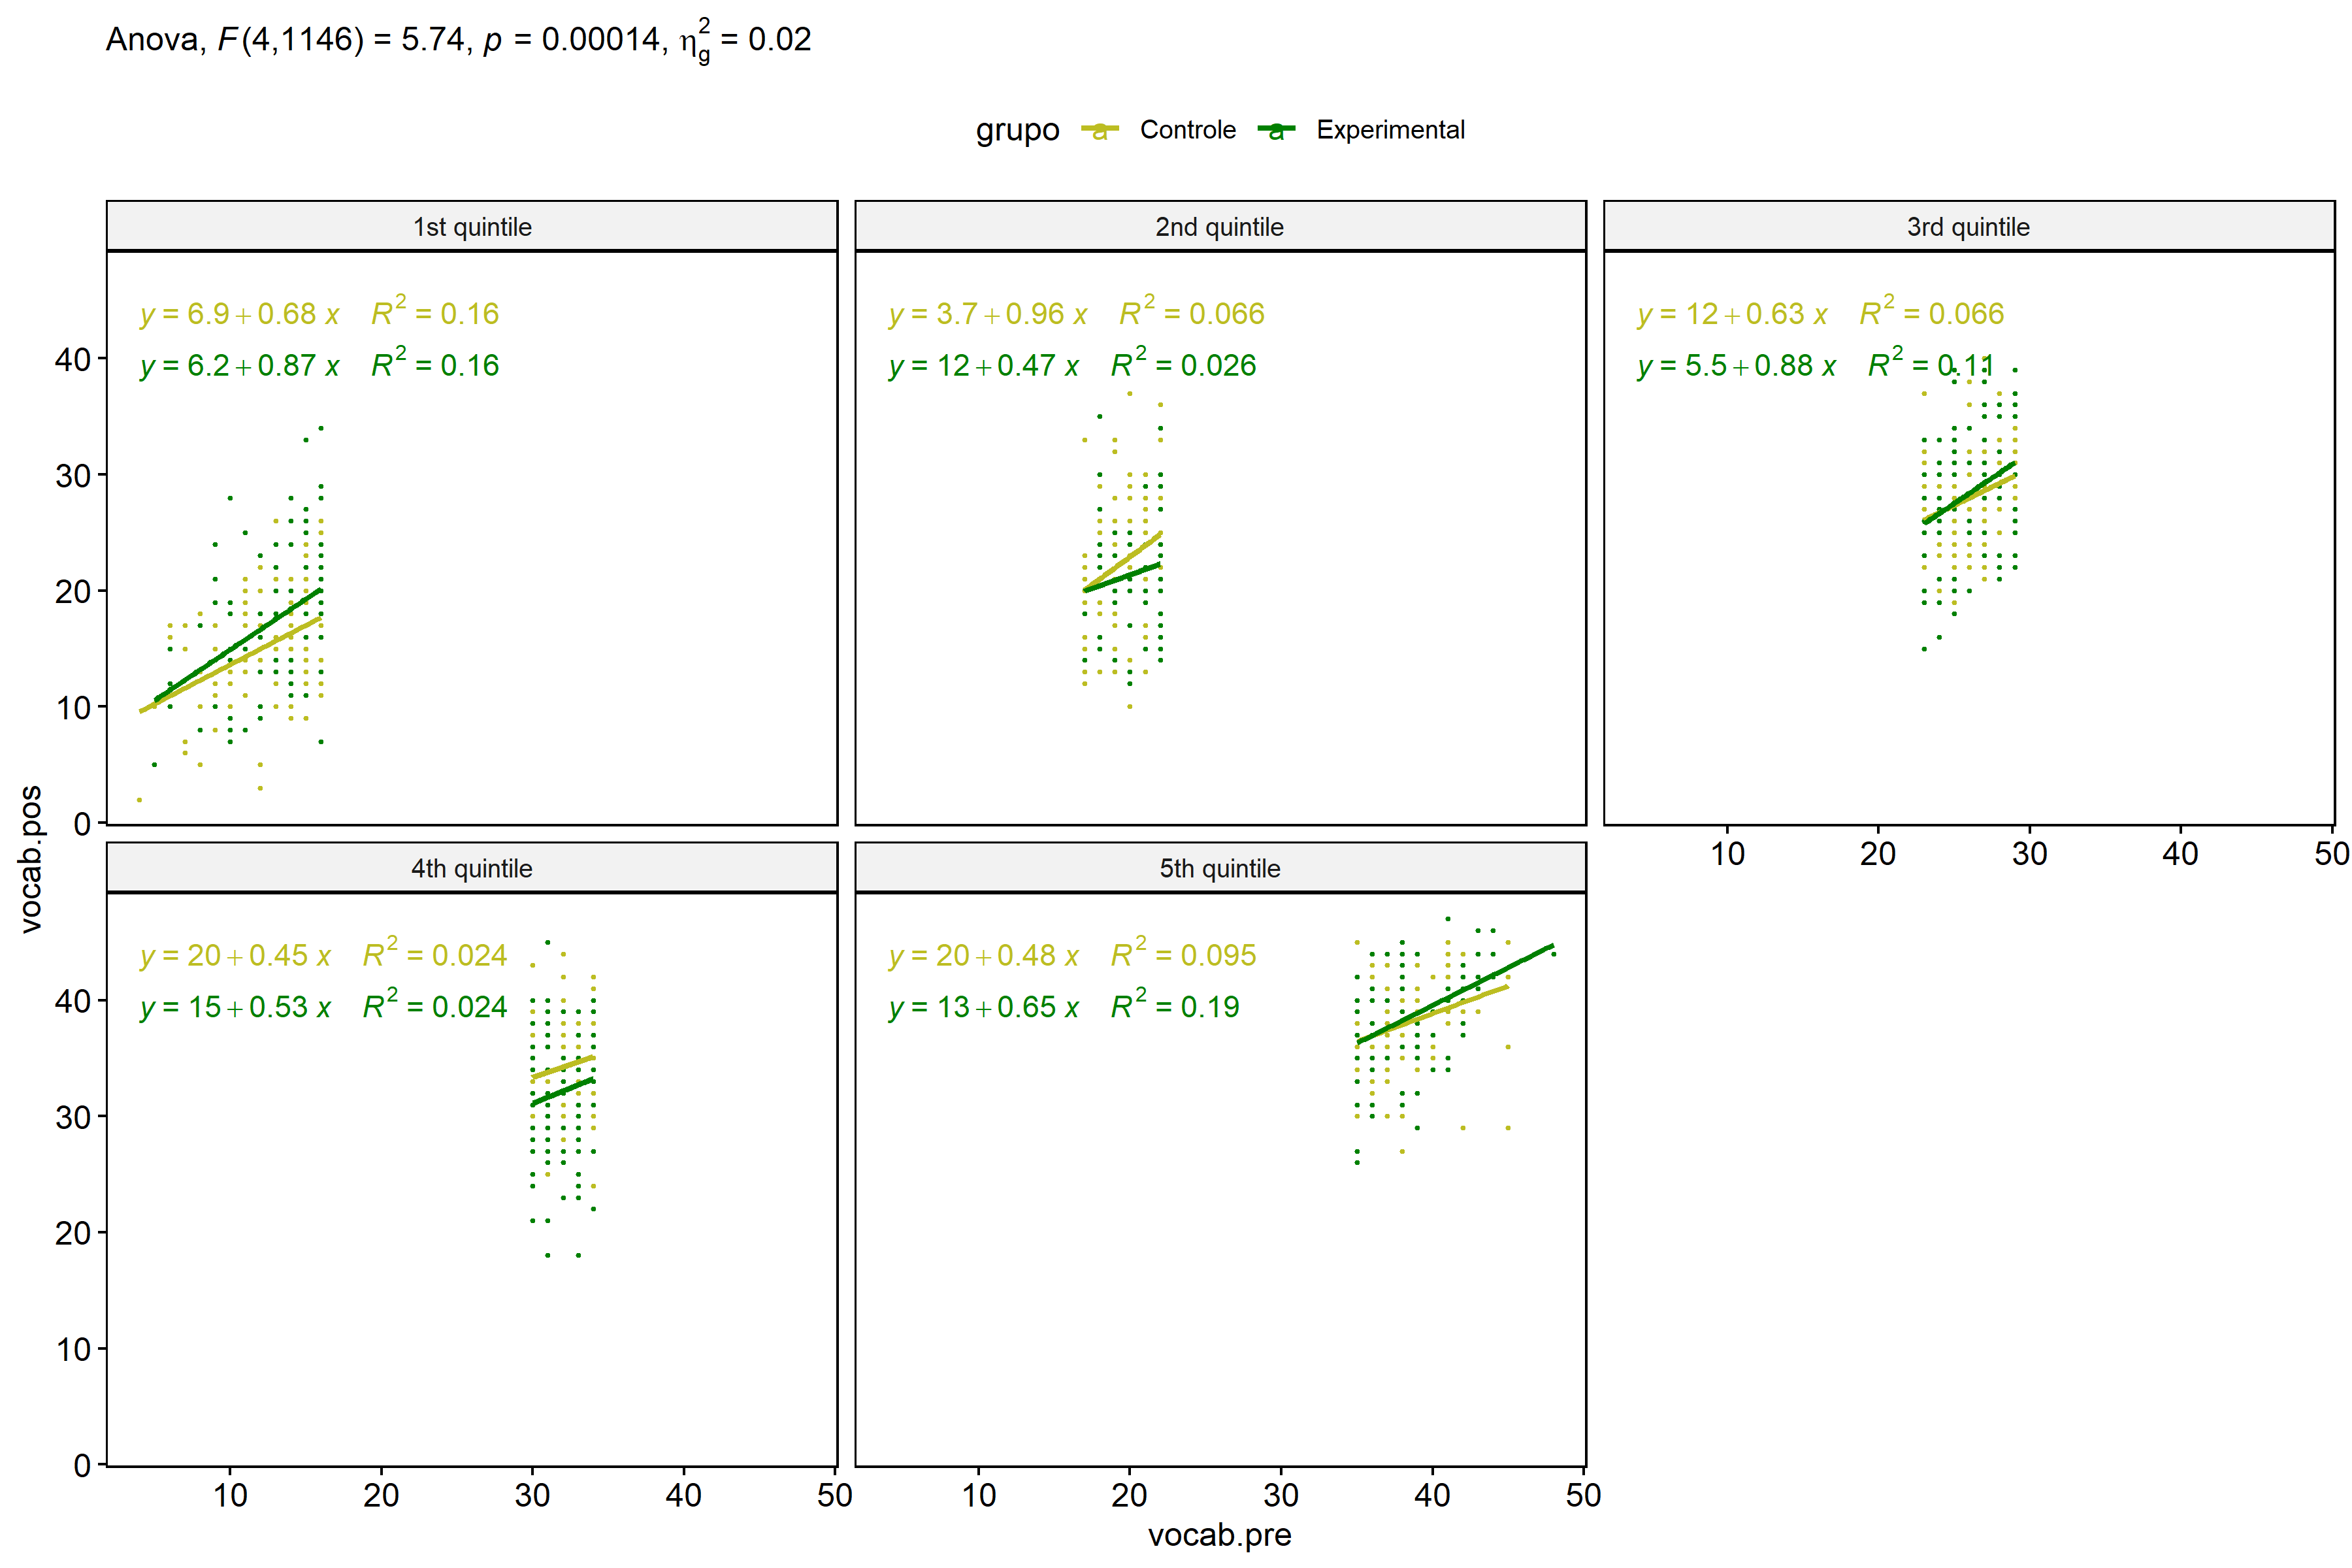 Anova, F(4,1146) = 5.74, p = 0.00014, η²g = 0.02
grupo a Controle a Experimental
1st quintile
2nd quintile
3rd quintile
y = 6.9 + 0.68 x R² = 0.16
y = 6.2 + 0.87 x R² = 0.16
y = 3.7 + 0.96 x R² = 0.066
y = 12 + 0.47 x R² = 0.026
y = 12 + 0.63 x R² = 0.066
y = 5.5 + 0.88 x R² = 0.11
40
30
20
10
0
10 20 30 40 50
4th quintile
5th quintile
y = 20 + 0.45 x R² = 0.024
y = 15 + 0.53 x R² = 0.024
y = 20 + 0.48 x R² = 0.095
y = 13 + 0.65 x R² = 0.19
40
30
20
10
0
10 20 30 40 50
10 20 30 40 50
vocab.pos
vocab.pre